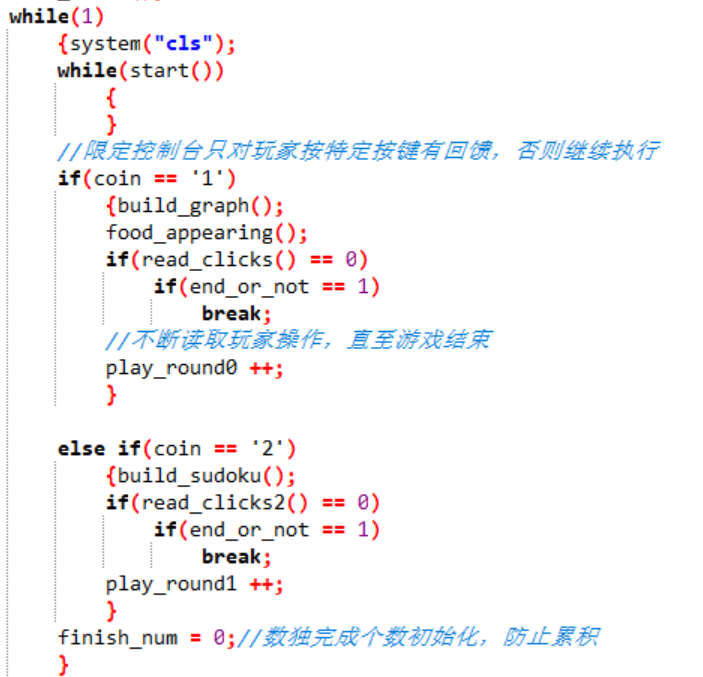 while(1)
{system("cls");
while(start())
{
}
//限定控制台只对玩家按特定按键有回馈，否则继续执行
if(coin == '1')
{build_graph();
food_appearing();
if(read_clicks() == 0)
if(end_or_not == 1)
break;
//不断读取玩家操作，直至游戏结束
play_round0 ++;
}
else if(coin == '2')
{build_sudoku();
if(read_clicks2() == 0)
if(end_or_not == 1)
break;
play_round1 ++;
}
finish_num = 0;//数独完成个数初始化，防止累积
}